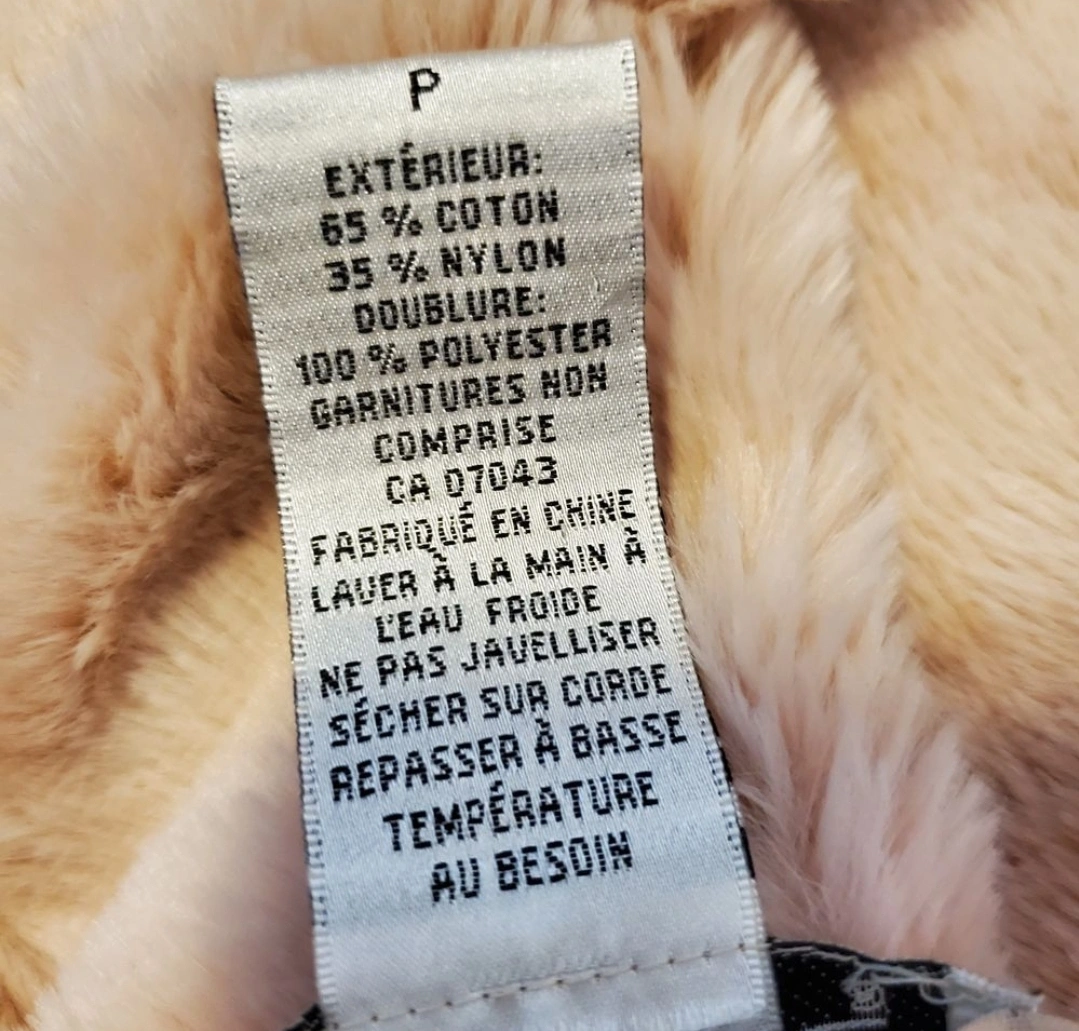 P
EXTÉRIEUR:
65 % COTON
35 % NYLON
DOUBLURE:
100 % POLYESTER
GARNITURES NON
COMPRISE
CA 07043
FABRIQUÉ EN CHINE
LAVER À LA MAIN À
L'EAU FROIDE
NE PAS JAVELLISER
SÉCHER SUR CORDE
REPASSER À BASSE
TEMPÉRATURE
AU BESOIN